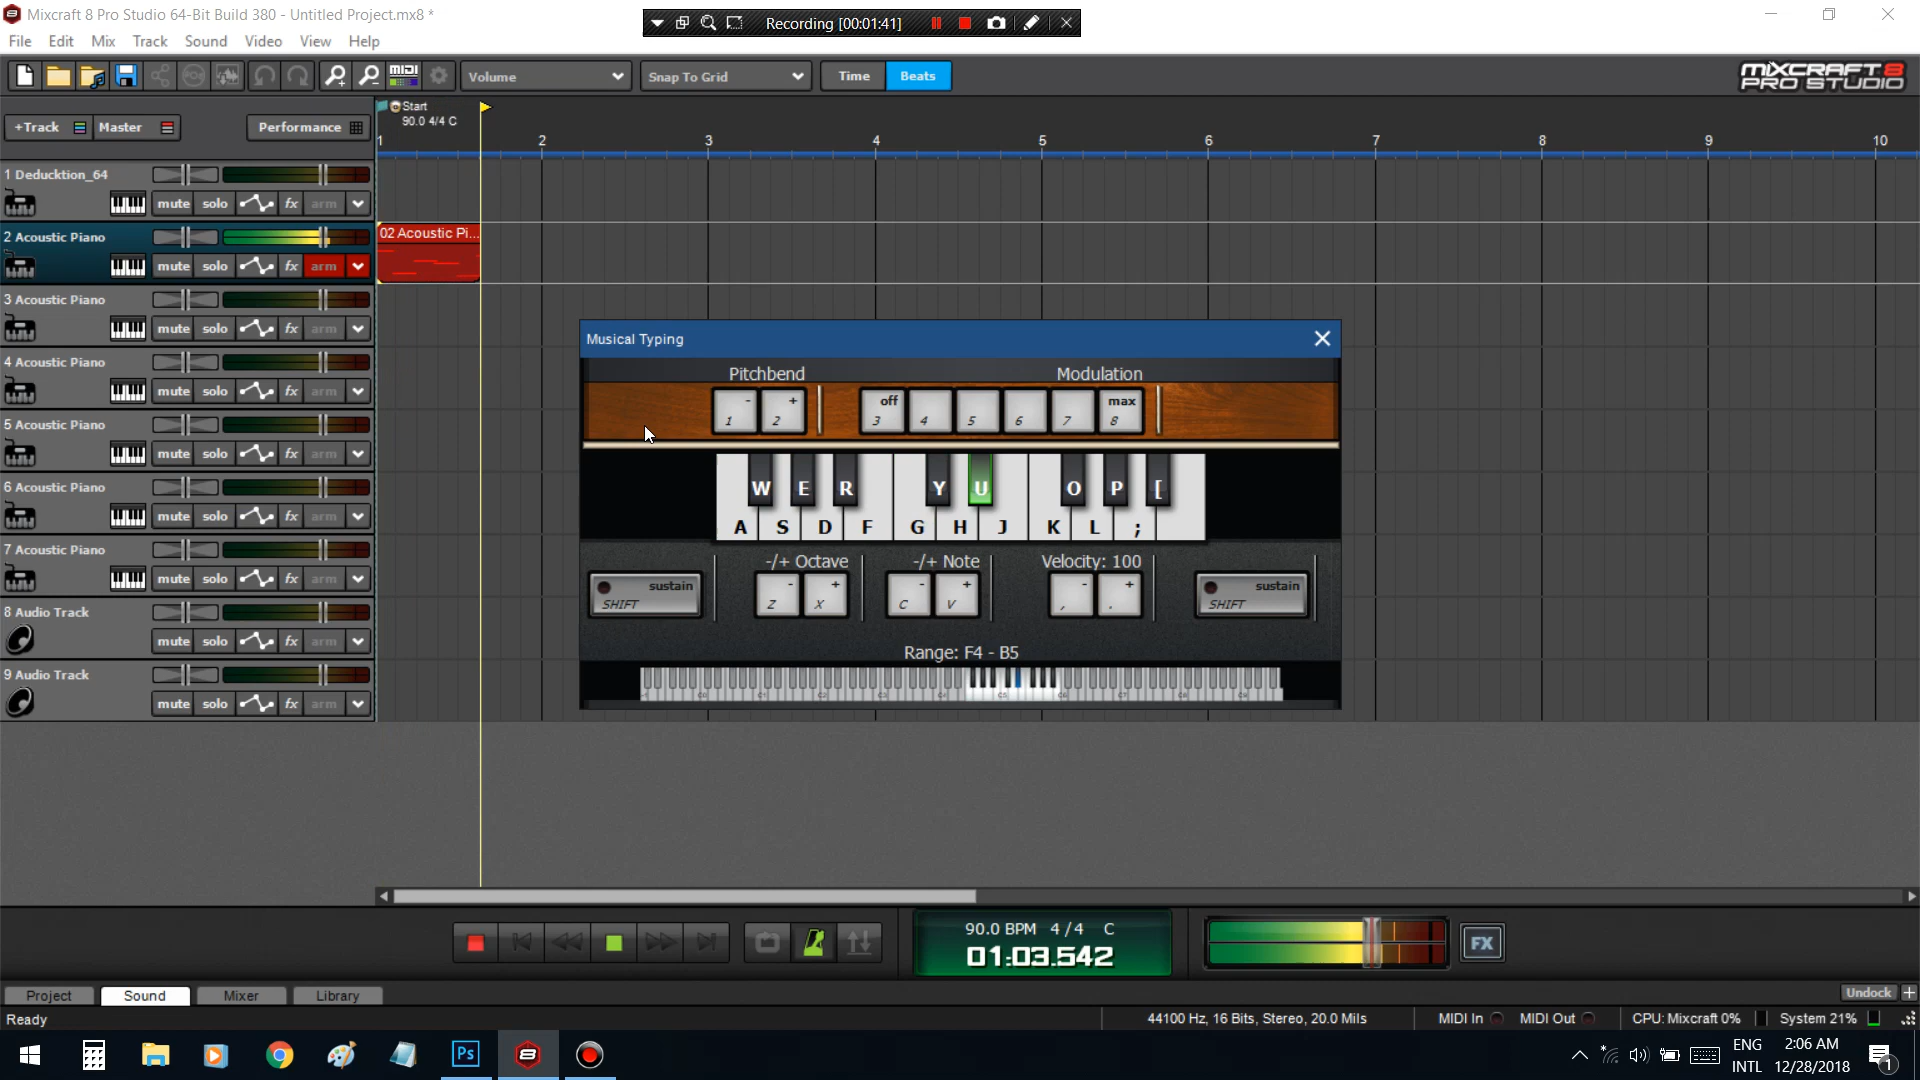 Mixcraft 8 Pro Studio 64-Bit Build 380 - Untitled Project.mx8 *
Recording [00:01:41]
File Edit Mix Track Sound Video View Help
MIDI Volume Snap To Grid Time Beats MIXCRAFT 8
PRO STUDIO
Start
90.0 4/4 C
+Track Master Performance
1 2 3 4 5 6 7 8 9 10
1 Deducktion_64
mute solo fx arm
2 Acoustic Piano
02 Acoustic Pi...
mute solo fx arm
3 Acoustic Piano
mute solo fx arm
4 Acoustic Piano
mute solo fx arm
5 Acoustic Piano
mute solo fx arm
6 Acoustic Piano
mute solo fx arm
7 Acoustic Piano
mute solo fx arm
8 Audio Track
mute solo fx arm
9 Audio Track
mute solo fx arm
Musical Typing
Pitchbend Modulation
- + off max
1 2 3 4 5 6 7 8
W E R Y U O P [
A S D F G H J K L ;
-/+ Octave -/+ Note Velocity: 100
sustain - + - + - + sustain
SHIFT Z X C V , . SHIFT
Range: F4 - B5
90.0 BPM 4/4 C
01:03.542
FX
Project Sound Mixer Library
Undock +
Ready
44100 Hz, 16 Bits, Stereo, 20.0 Mils MIDI In MIDI Out CPU: Mixcraft 0% System 21%
Ps 8
ENG
INTL
2:06 AM
12/28/2018
1